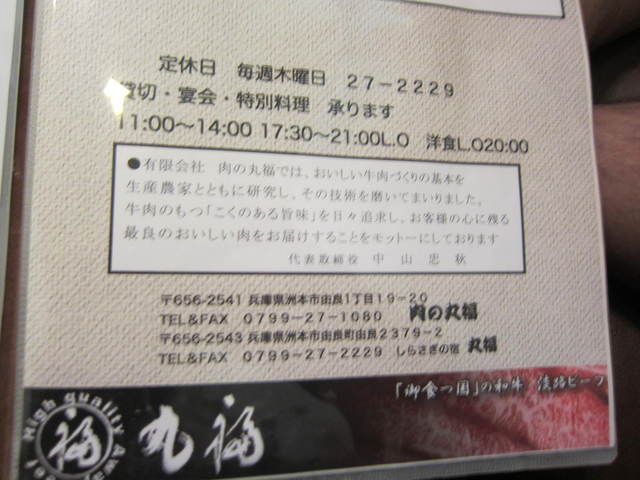 定休日 毎週木曜日 27-2229
貸切・宴会・特別料理 承ります
11:00～14:00 17:30～21:00L.O 洋食L.O20:00
●有限会社 肉の丸福では、おいしい牛肉づくりの基本を
生産農家とともに研究し、その技術を磨いてまいりました。
牛肉のもつ「こくのある旨味」を日々追求し、お客様の心に残る
最良のおいしい肉をお届けすることをモットーにしております
代表取締役 中山忠秋
〒656-2541 兵庫県洲本市由良1丁目19-20
TEL&FAX 0799-27-1080 肉の丸福
〒656-2543 兵庫県洲本市由良町由良2379-2
TEL&FAX 0799-27-2229 しらさぎの宿 丸福
「御食つ国」の和牛 淡路ビーフ
High quality Awa
福
丸福